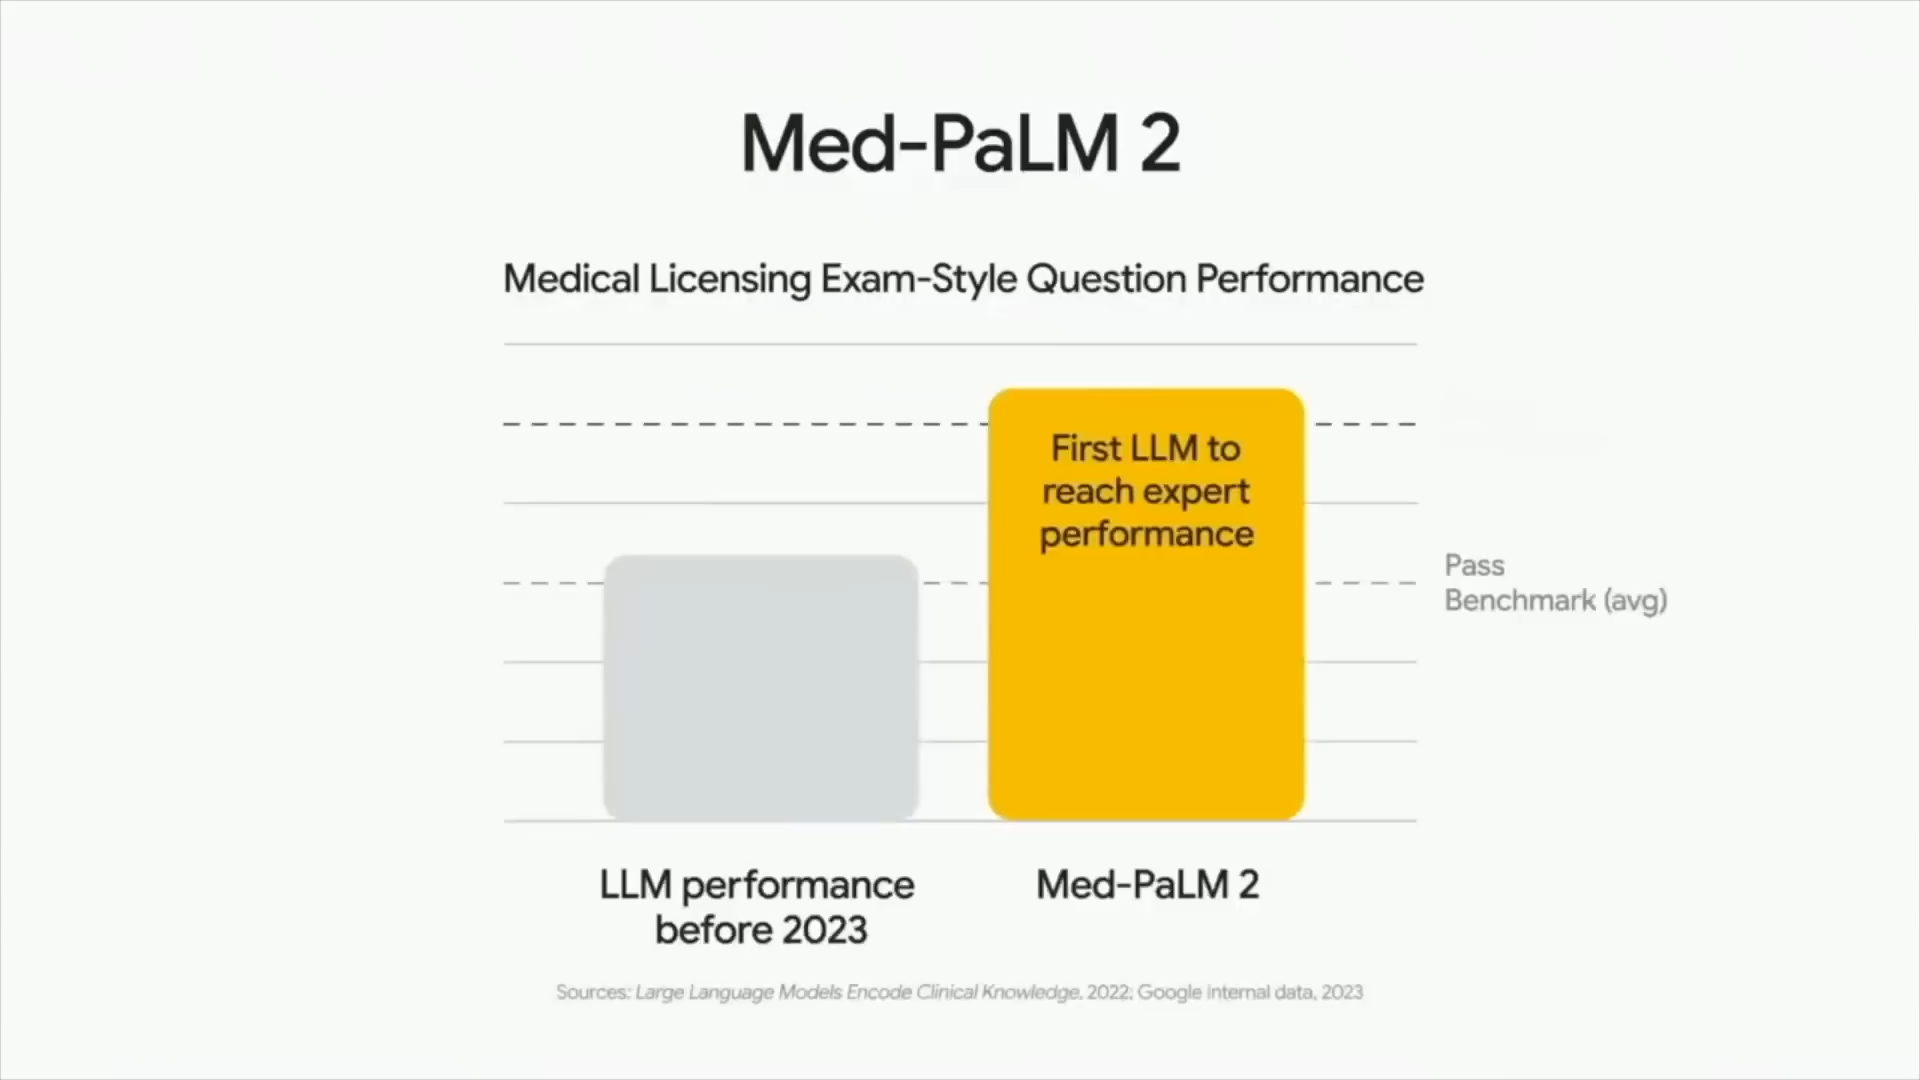 Med-PaLM 2
Medical Licensing Exam-Style Question Performance
First LLM to
reach expert
performance
Pass
Benchmark (avg)
LLM performance
before 2023
Med-PaLM 2
Sources: Large Language Models Encode Clinical Knowledge, 2022; Google internal data, 2023